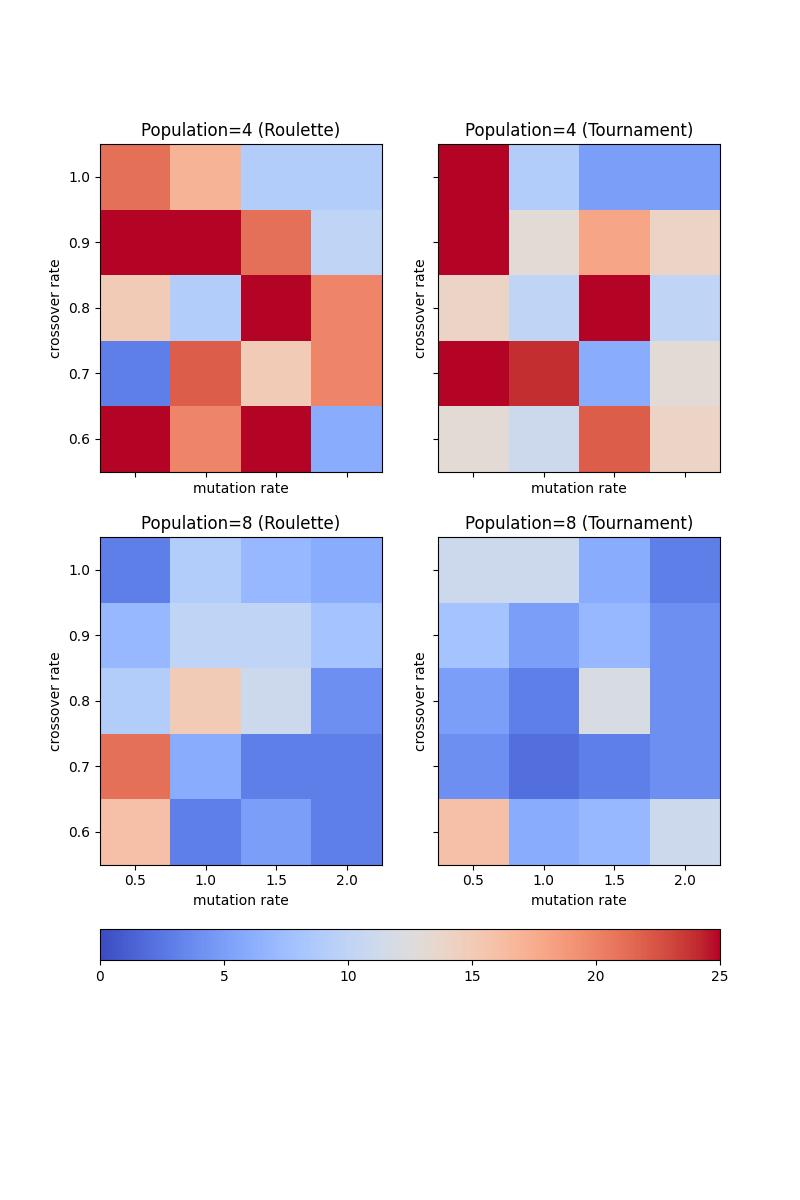 Population=4 (Roulette) Population=4 (Tournament)
1.0
0.9
0.8
0.7
0.6
crossover rate crossover rate
mutation rate mutation rate
Population=8 (Roulette) Population=8 (Tournament)
1.0
0.9
0.8
0.7
0.6
crossover rate crossover rate
0.5 1.0 1.5 2.0 0.5 1.0 1.5 2.0
mutation rate mutation rate
0 5 10 15 20 25